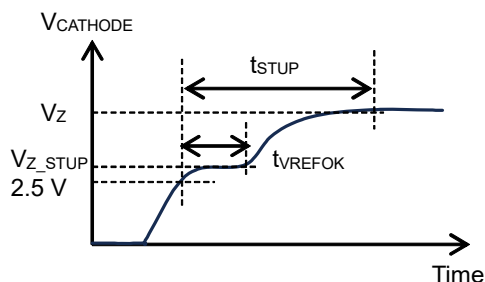 VCATHODE
tSTUP
VZ
VZ_STUP
tVREFOK
2.5 V
Time